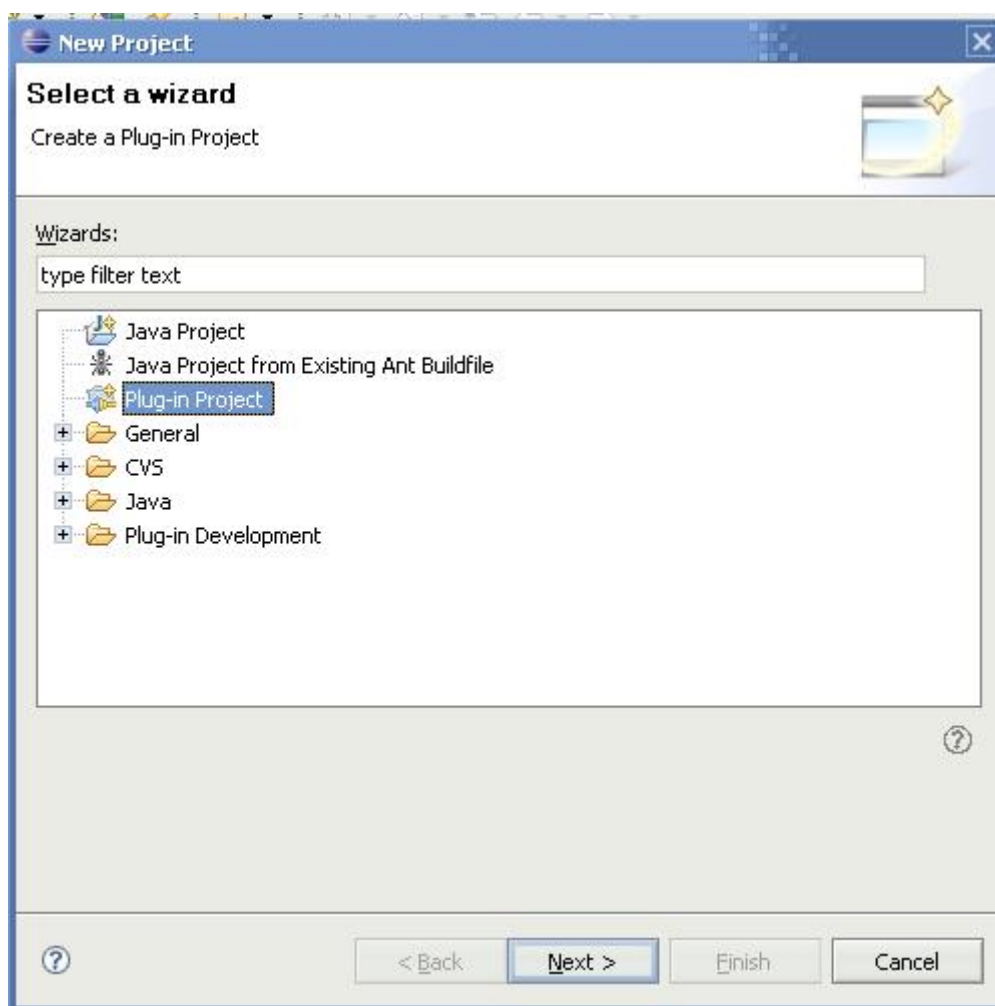 New Project
Select a wizard
Create a Plug-in Project
Wizards:
type filter text
Java Project
Java Project from Existing Ant Buildfile
Plug-in Project
General
CVS
Java
Plug-in Development
< Back Next > Finish Cancel